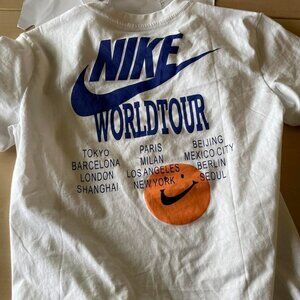 NIKE
WORLDTOUR
TOKYO PARIS BEIJING
BARCELONA MILAN MEXICO CITY
LONDON LOS ANGELES BERLIN
SHANGHAI NEW YORK SEOUL